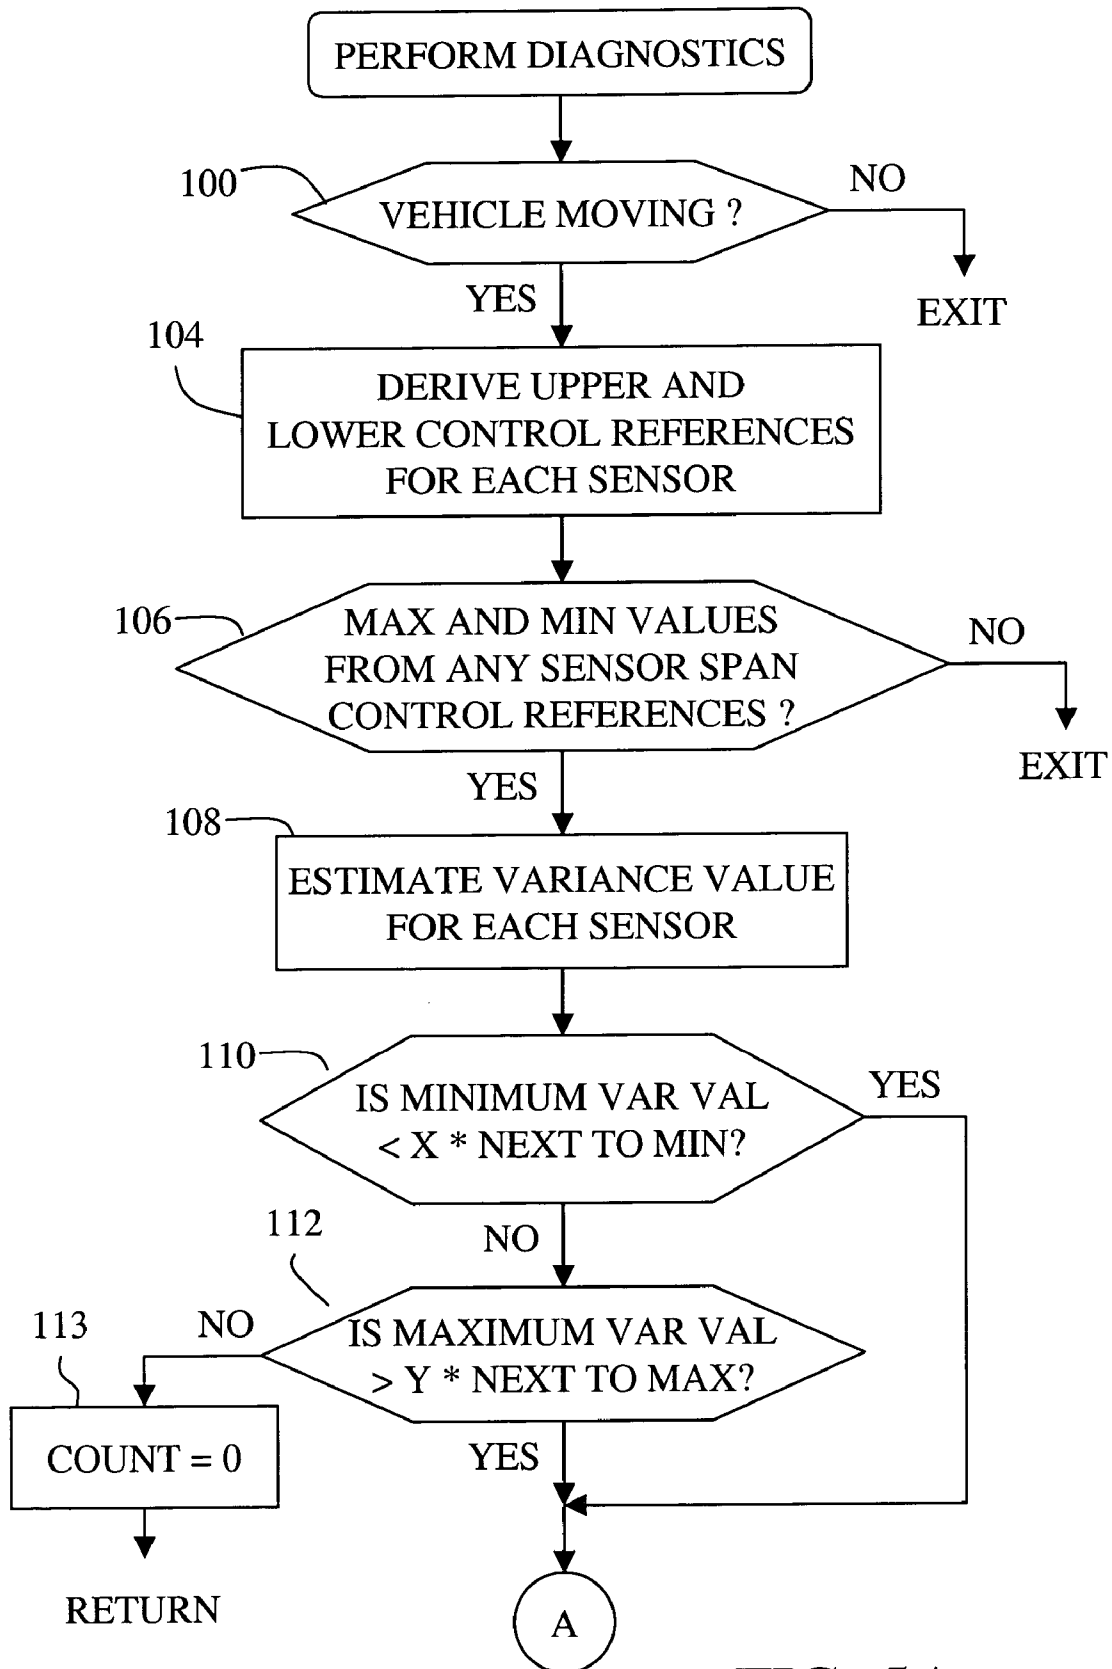 PERFORM DIAGNOSTICS
100
VEHICLE MOVING ?
NO
EXIT
YES
104
DERIVE UPPER AND
LOWER CONTROL REFERENCES
FOR EACH SENSOR
106
MAX AND MIN VALUES
FROM ANY SENSOR SPAN
CONTROL REFERENCES ?
NO
EXIT
YES
108
ESTIMATE VARIANCE VALUE
FOR EACH SENSOR
110
IS MINIMUM VAR VAL
< X * NEXT TO MIN?
YES
NO
112
IS MAXIMUM VAR VAL
> Y * NEXT TO MAX?
NO
113
COUNT = 0
YES
RETURN
A